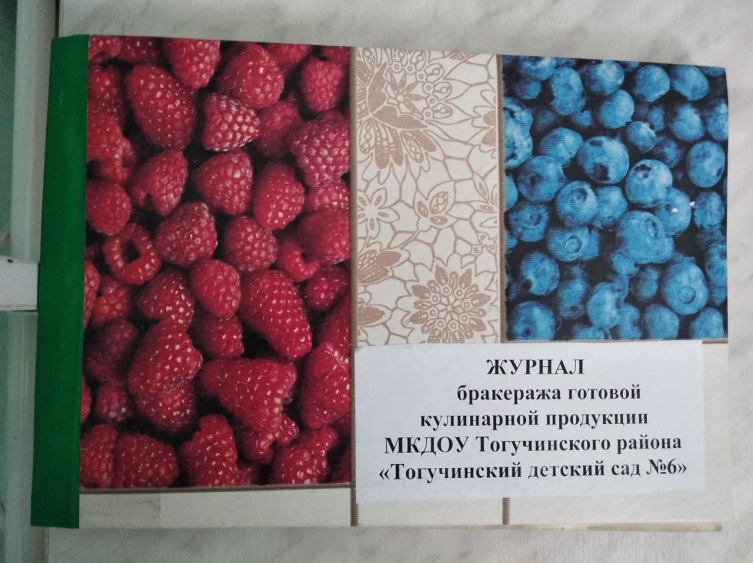 ЖУРНАЛ
бракеража готовой
кулинарной продукции
МКДОУ Тогучинского района
«Тогучинский детский сад №6»